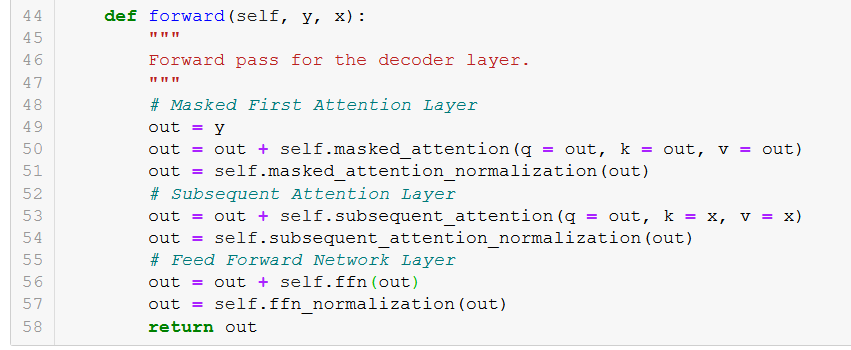 44     def forward(self, y, x):
45         """
46         Forward pass for the decoder layer.
47         """
48         # Masked First Attention Layer
49         out = y
50         out = out + self.masked_attention(q = out, k = out, v = out)
51         out = self.masked_attention_normalization(out)
52         # Subsequent Attention Layer
53         out = out + self.subsequent_attention(q = out, k = x, v = x)
54         out = self.subsequent_attention_normalization(out)
55         # Feed Forward Network Layer
56         out = out + self.ffn(out)
57         out = self.ffn_normalization(out)
58         return out